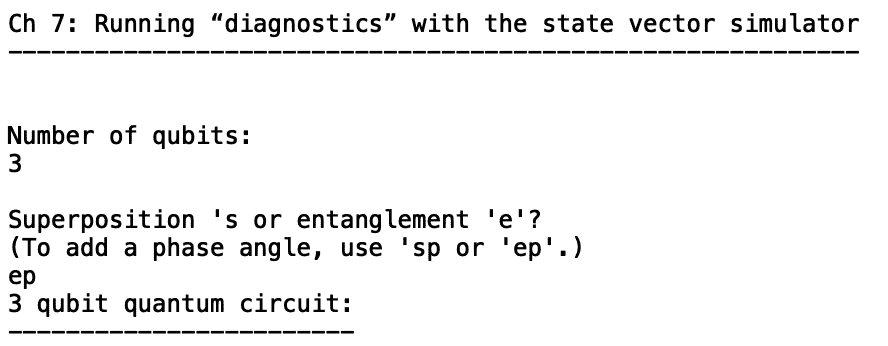 Ch 7: Running “diagnostics” with the state vector simulator
-----------------------------------------------------------
Number of qubits:
3
Superposition 's or entanglement 'e'?
(To add a phase angle, use 'sp or 'ep'.)
ep
3 qubit quantum circuit:
------------------------